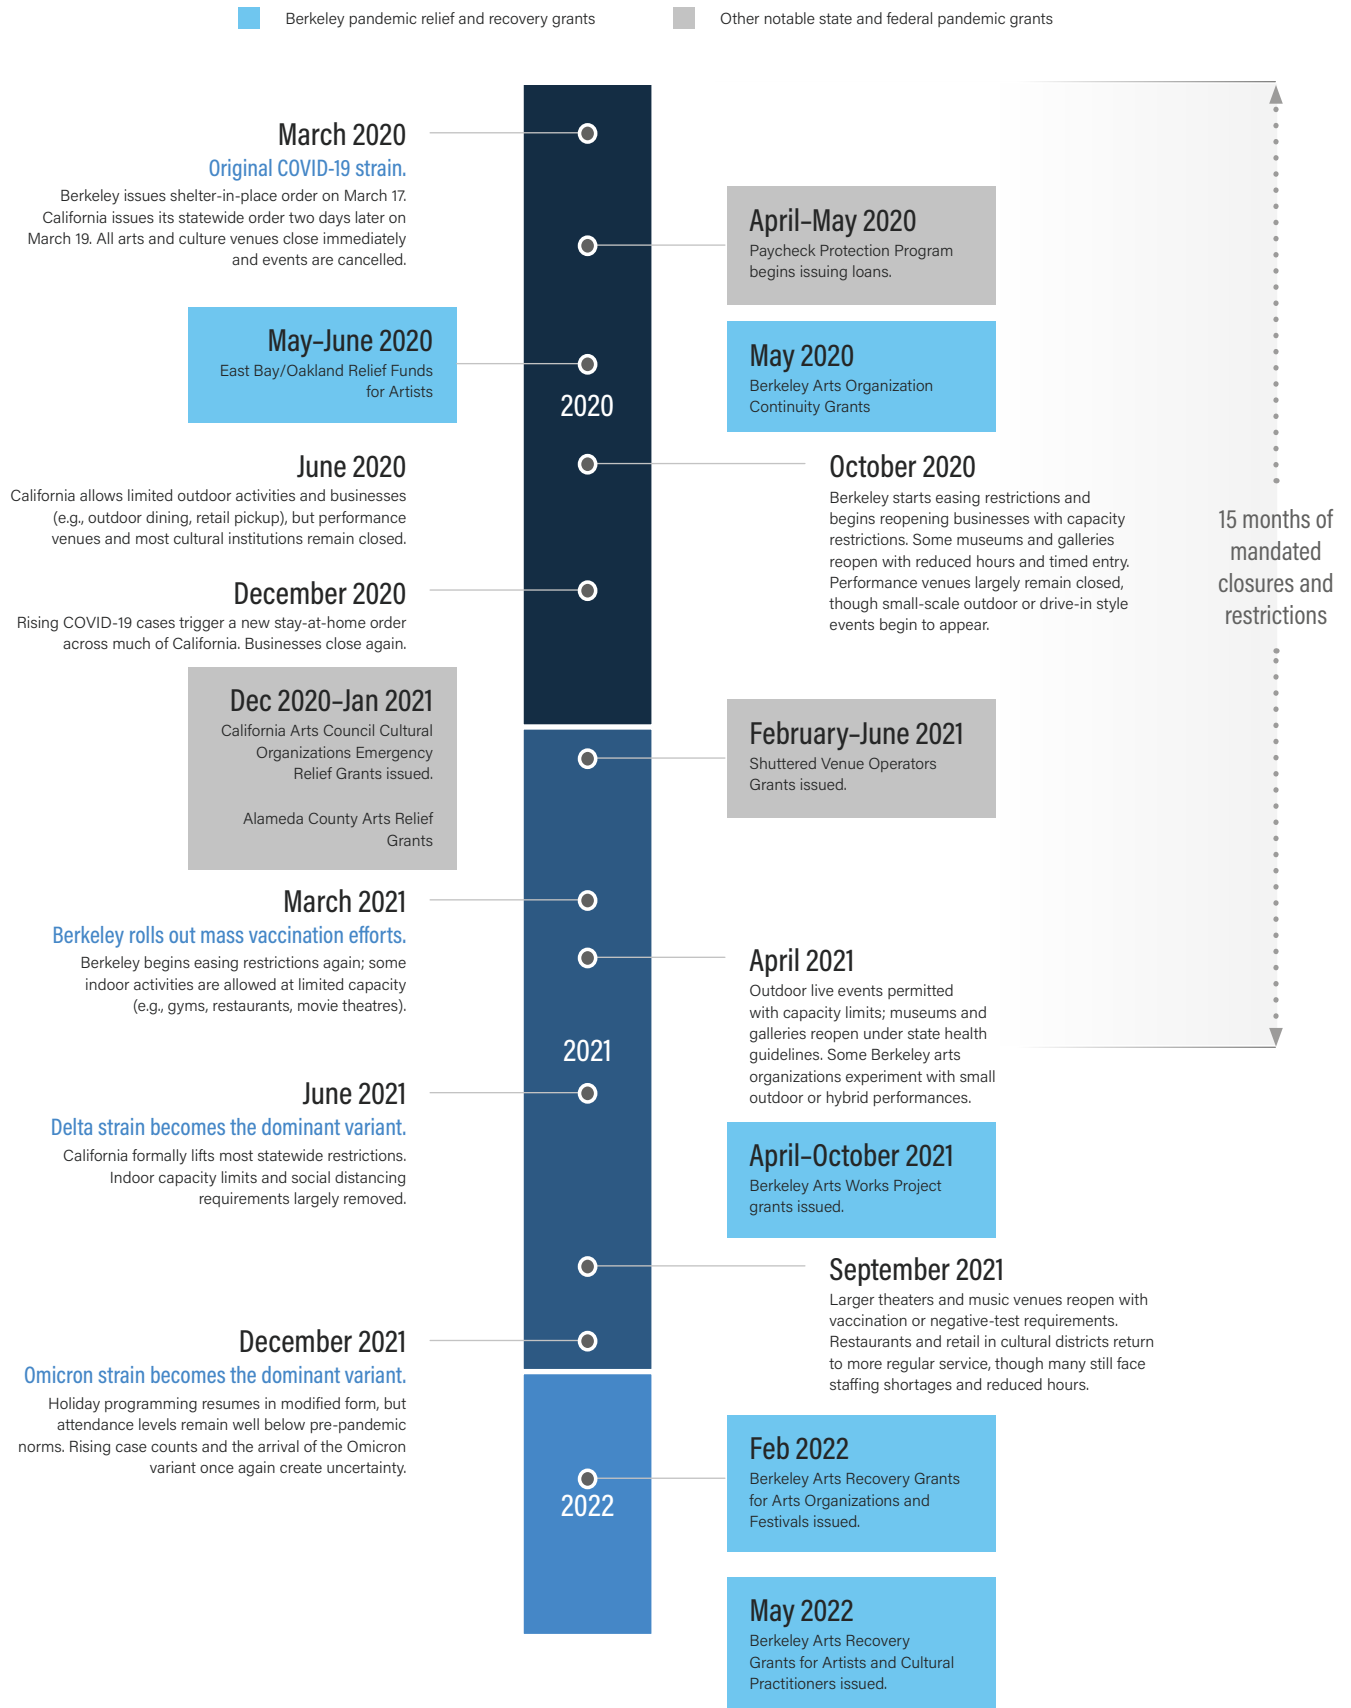 Berkeley pandemic relief and recovery grants
Other notable state and federal pandemic grants
March 2020
Original COVID-19 strain.
Berkeley issues shelter-in-place order on March 17.
California issues its statewide order two days later on
March 19. All arts and culture venues close immediately
and events are cancelled.
April–May 2020
Paycheck Protection Program
begins issuing loans.
May–June 2020
East Bay/Oakland Relief Funds
for Artists
May 2020
Berkeley Arts Organization
Continuity Grants
2020
June 2020
California allows limited outdoor activities and businesses
(e.g., outdoor dining, retail pickup), but performance
venues and most cultural institutions remain closed.
October 2020
Berkeley starts easing restrictions and
begins reopening businesses with capacity
restrictions. Some museums and galleries
reopen with reduced hours and timed entry.
Performance venues largely remain closed,
though small-scale outdoor or drive-in style
events begin to appear.
15 months of
mandated
closures and
restrictions
December 2020
Rising COVID-19 cases trigger a new stay-at-home order
across much of California. Businesses close again.
Dec 2020–Jan 2021
California Arts Council Cultural
Organizations Emergency
Relief Grants issued.
Alameda County Arts Relief
Grants
February–June 2021
Shuttered Venue Operators
Grants issued.
March 2021
Berkeley rolls out mass vaccination efforts.
Berkeley begins easing restrictions again; some
indoor activities are allowed at limited capacity
(e.g., gyms, restaurants, movie theatres).
April 2021
Outdoor live events permitted
with capacity limits; museums and
galleries reopen under state health
guidelines. Some Berkeley arts
organizations experiment with small
outdoor or hybrid performances.
2021
June 2021
Delta strain becomes the dominant variant.
California formally lifts most statewide restrictions.
Indoor capacity limits and social distancing
requirements largely removed.
April–October 2021
Berkeley Arts Works Project
grants issued.
September 2021
Larger theaters and music venues reopen with
vaccination or negative-test requirements.
Restaurants and retail in cultural districts return
to more regular service, though many still face
staffing shortages and reduced hours.
December 2021
Omicron strain becomes the dominant variant.
Holiday programming resumes in modified form, but
attendance levels remain well below pre-pandemic
norms. Rising case counts and the arrival of the Omicron
variant once again create uncertainty.
Feb 2022
Berkeley Arts Recovery Grants
for Arts Organizations and
Festivals issued.
2022
May 2022
Berkeley Arts Recovery
Grants for Artists and Cultural
Practitioners issued.